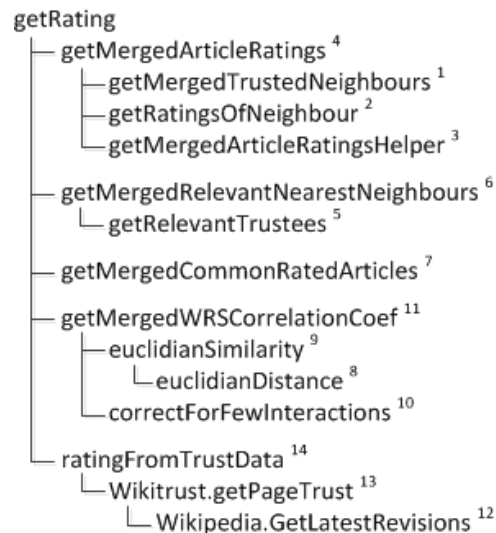 getRating
getMergedArticleRatings 4
getMergedTrustedNeighbours 1
getRatingsOfNeighbour 2
getMergedArticleRatingsHelper 3
getMergedRelevantNearestNeighbours 6
getRelevantTrustees 5
getMergedCommonRatedArticles 7
getMergedWRSCorrelationCoef 11
euclidianSimilarity 9
euclidianDistance 8
correctForFewInteractions 10
ratingFromTrustData 14
Wikitrust.getPageTrust 13
Wikipedia.GetLatestRevisions 12